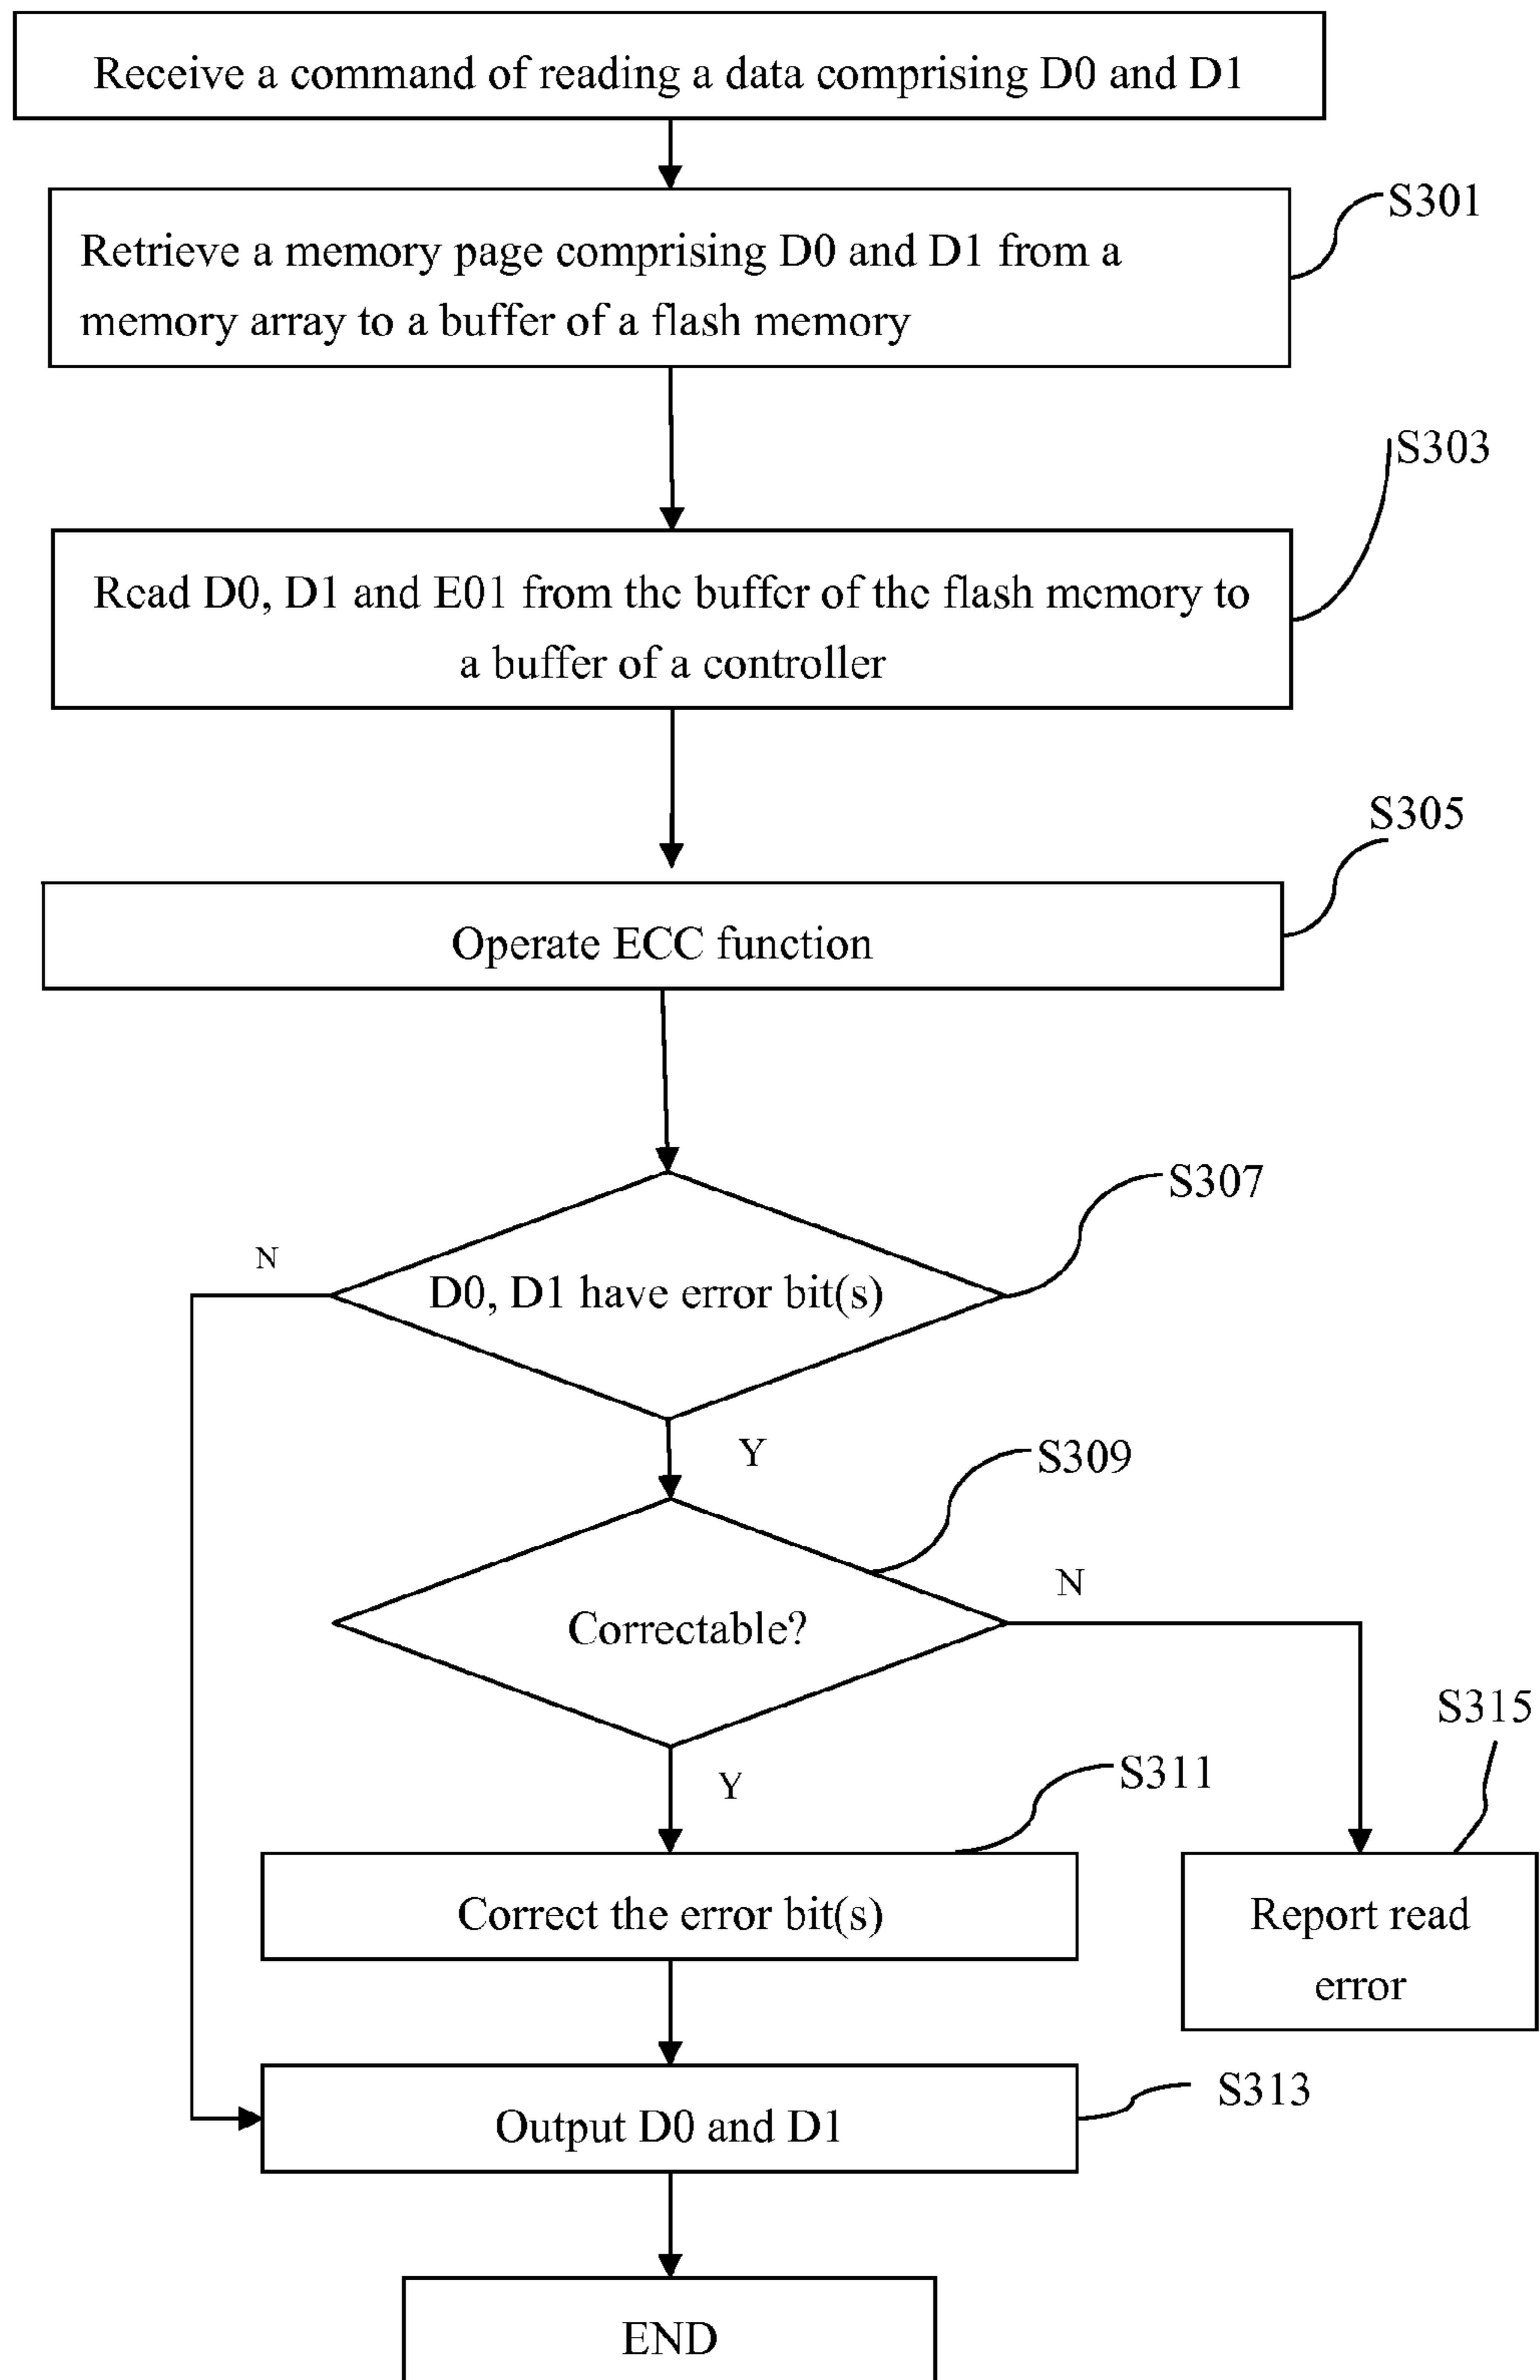 Receive a command of reading a data comprising D0 and D1
S301
Retrieve a memory page comprising D0 and D1 from a
memory array to a buffer of a flash memory
S303
Read D0, D1 and E01 from the buffer of the flash memory to
a buffer of a controller
S305
Operate ECC function
S307
N
D0, D1 have error bit(s)
Y
S309
N
Correctable?
S315
Y
S311
Correct the error bit(s)
Report read
error
S313
Output D0 and D1
END